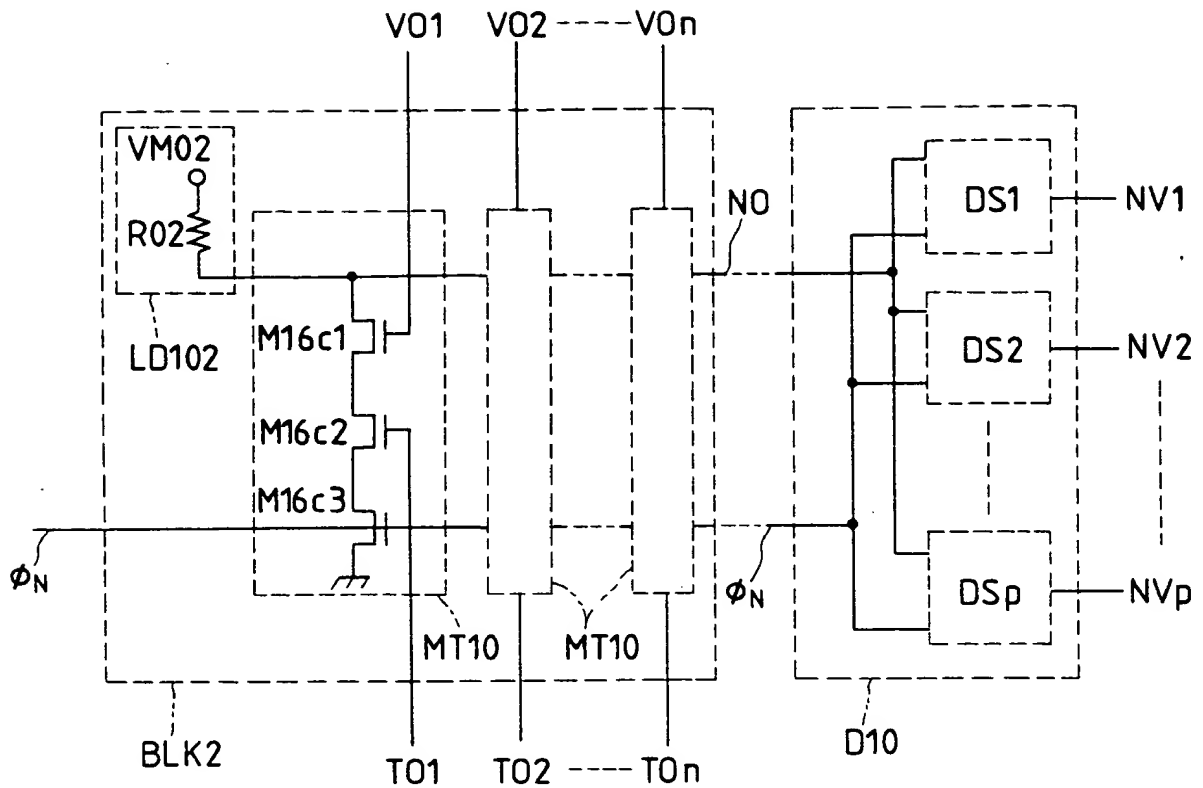 VO1 VO2 ---- VOn
VM02
R02
LD102
NO
M16c1
M16c2
M16c3
DS1
NV1
DS2
NV2
DSp
NVp
ϕN
ϕN
MT10
MT10
BLK2
D10
TO1 TO2 ---- TOn